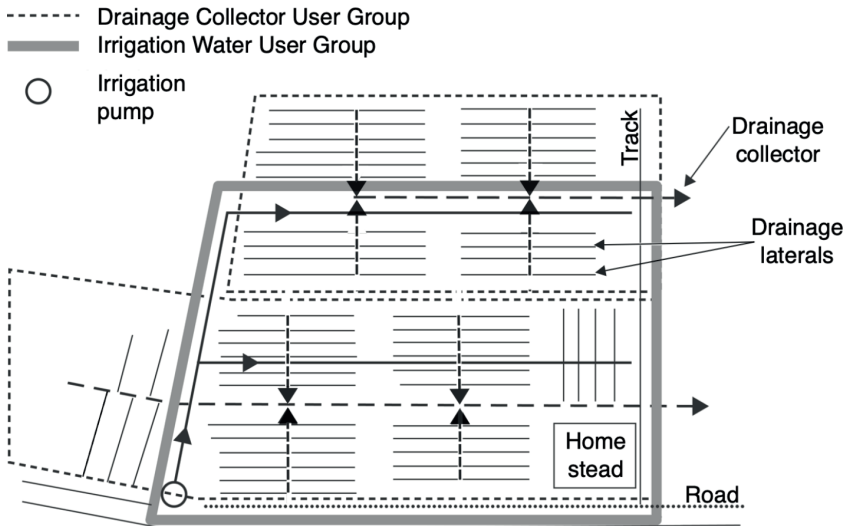 Drainage Collector User Group
Irrigation Water User Group
Irrigation
pump
Track
Drainage
collector
Drainage
laterals
Home
stead
Road